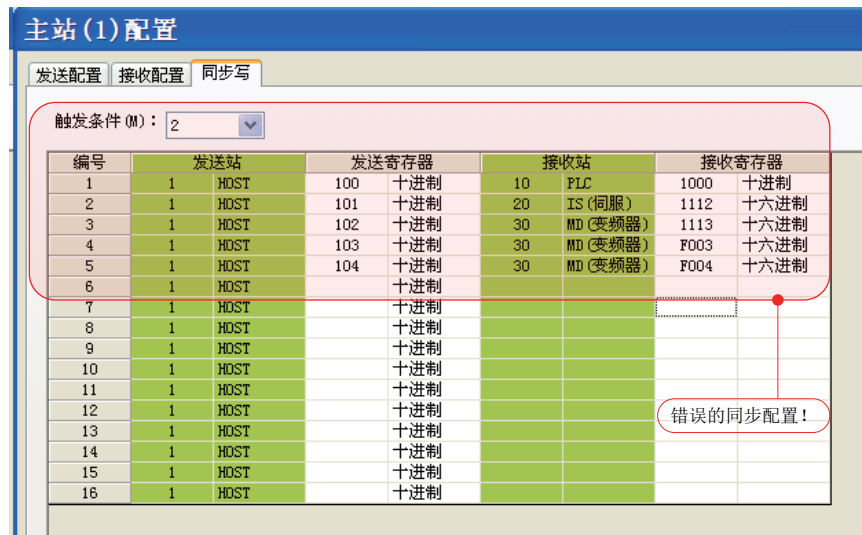 主站(1)配置
发送配置 接收配置 同步写
触发条件(M)： 2
编号 发送站 发送寄存器 接收站 接收寄存器
1 1 HOST 100 十进制 10 PLC 1000 十进制
2 1 HOST 101 十进制 20 IS(伺服) 1112 十六进制
3 1 HOST 102 十进制 30 MD(变频器) 1113 十六进制
4 1 HOST 103 十进制 30 MD(变频器) F003 十六进制
5 1 HOST 104 十进制 30 MD(变频器) F004 十六进制
6 1 HOST 十进制
7 1 HOST 十进制
8 1 HOST 十进制
9 1 HOST 十进制
10 1 HOST 十进制
11 1 HOST 十进制
12 1 HOST 十进制
错误的同步配置！
13 1 HOST 十进制
14 1 HOST 十进制
15 1 HOST 十进制
16 1 HOST 十进制